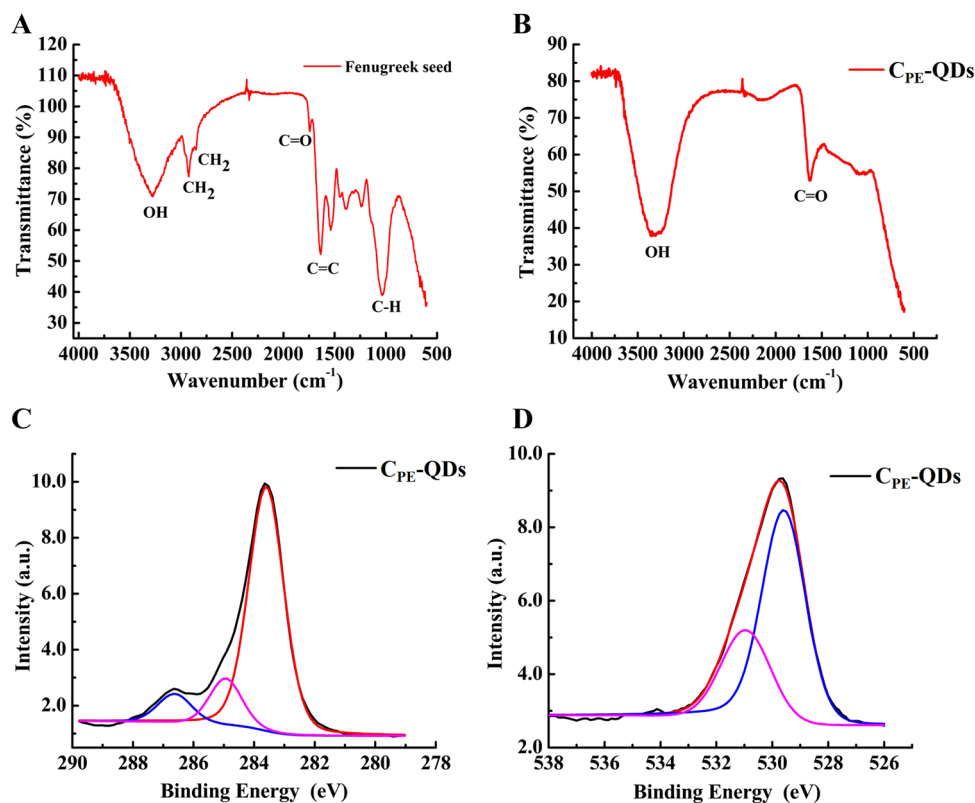 A
Fenugreek seed
110
100
90
80
70
60
50
40
30
Transmittance (%)
OH
CH2
CH2
C=O
C=C
C-H
4000 3500 3000 2500 2000 1500 1000 500
Wavenumber (cm-1)
B
CPE-QDs
90
80
70
60
50
40
30
20
10
Transmittance (%)
OH
C=O
4000 3500 3000 2500 2000 1500 1000 500
Wavenumber (cm-1)
C
CPE-QDs
10.0
8.0
6.0
4.0
2.0
Intensity (a.u.)
290 288 286 284 282 280 279 278
Binding Energy (eV)
D
CPE-QDs
10.0
8.0
6.0
4.0
2.0
Intensity (a.u.)
538 536 534 532 530 528 526
Binding Energy (eV)